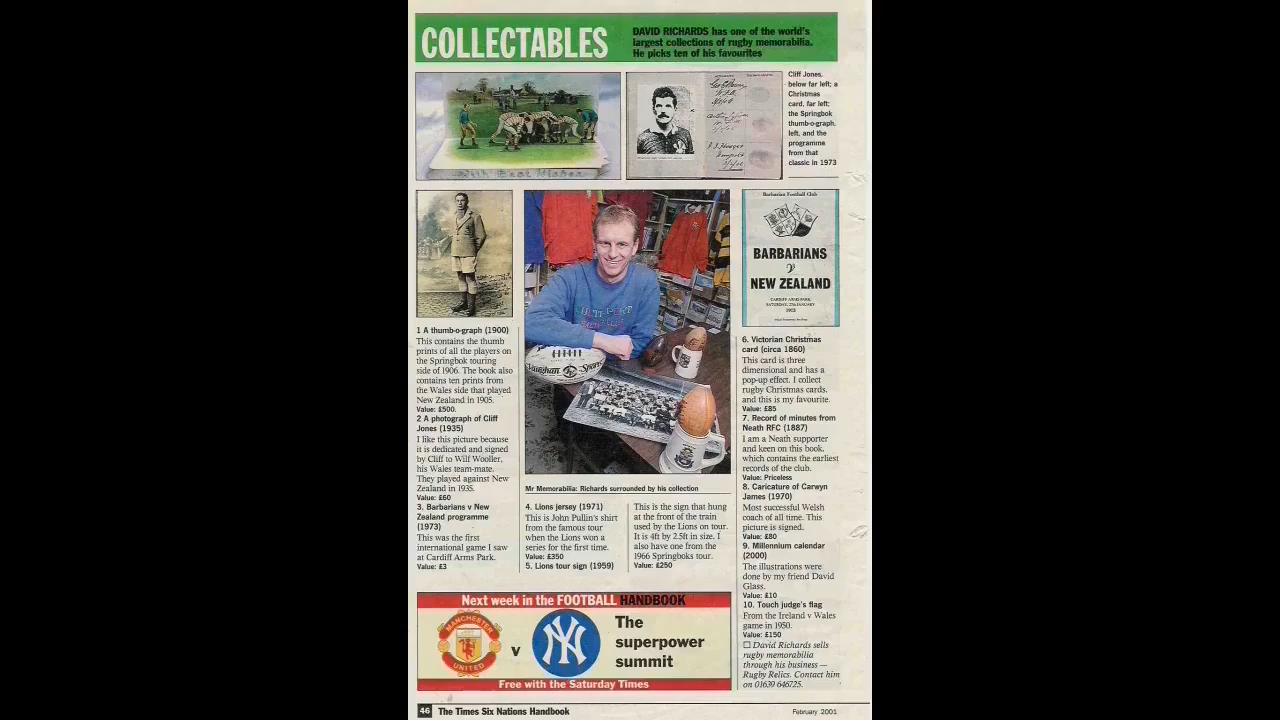 COLLECTABLES
DAVID RICHARDS has one of the world's
largest collections of rugby memorabilia.
He picks ten of his favourites
Cliff Jones,
below far left; a
Christmas
card, far left;
the Springbok
thumb-o-graph,
left, and the
programme
from that
classic in 1973
With Best Wishes
Barbarian Football Club
BARBARIANS
v
NEW ZEALAND
CARDIFF ARMS PARK
SATURDAY, 27th JANUARY
1973
1 A thumb-o-graph (1900)
This contains the thumb
prints of all the players on
the Springbok touring
side of 1906. The book also
contains ten prints from
the Wales side that played
New Zealand in 1905.
Value: £500.
2 A photograph of Cliff
Jones (1935)
I like this picture because
it is dedicated and signed
by Cliff to Wilf Wooller,
his Wales team-mate.
They played against New
Zealand in 1935.
Value: £60
3. Barbarians v New
Zealand programme
(1973)
This was the first
international game I saw
at Cardiff Arms Park.
Value: £3
Vaughan Sports
Mr Memorabilia: Richards surrounded by his collection
4. Lions jersey (1971)
This is John Pullin's shirt
from the famous tour
when the Lions won a
series for the first time.
Value: £350
5. Lions tour sign (1959)
This is the sign that hung
at the front of the train
used by the Lions on tour.
It is 4ft by 2.5ft in size. I
also have one from the
1966 Springboks tour.
Value: £250
6. Victorian Christmas
card (circa 1860)
This card is three
dimensional and has a
pop-up effect. I collect
rugby Christmas cards,
and this is my favourite.
Value: £85
7. Record of minutes from
Neath RFC (1887)
I am a Neath supporter
and keen on this book,
which contains the earliest
records of the club.
Value: Priceless
8. Caricature of Carwyn
James (1970)
Most successful Welsh
coach of all time. This
picture is signed.
Value: £80
9. Millennium calendar
(2000)
The illustrations were
done by my friend David
Glass.
Value: £10
10. Touch judge's flag
From the Ireland v Wales
game in 1950.
Value: £150
☐ David Richards sells
rugby memorabilia
through his business —
Rugby Relics. Contact him
on 01639 646725.
Next week in the FOOTBALL HANDBOOK
MANCHESTER
UNITED
v
NY
The
superpower
summit
Free with the Saturday Times
46 The Times Six Nations Handbook
February 2001